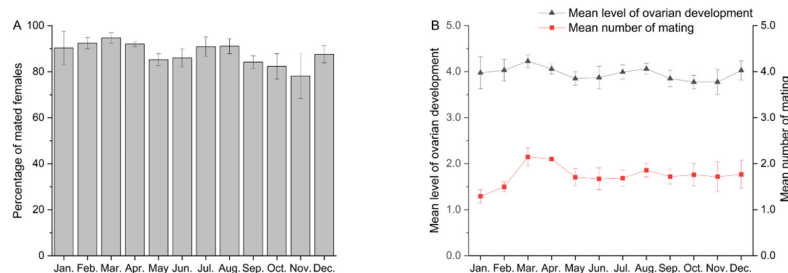 A
Percentage of mated females
100
80
60
40
20
0
Jan. Feb. Mar. Apr. May Jun. Jul. Aug. Sep. Oct. Nov. Dec.
B
Mean level of ovarian development
Mean number of mating
Mean level of ovarian development
5.0
4.0
3.0
2.0
1.0
0.0
Jan. Feb. Mar. Apr. May Jun. Jul. Aug. Sep. Oct. Nov. Dec.
5.0
4.0
3.0
2.0
1.0
0.0
Mean number of mating